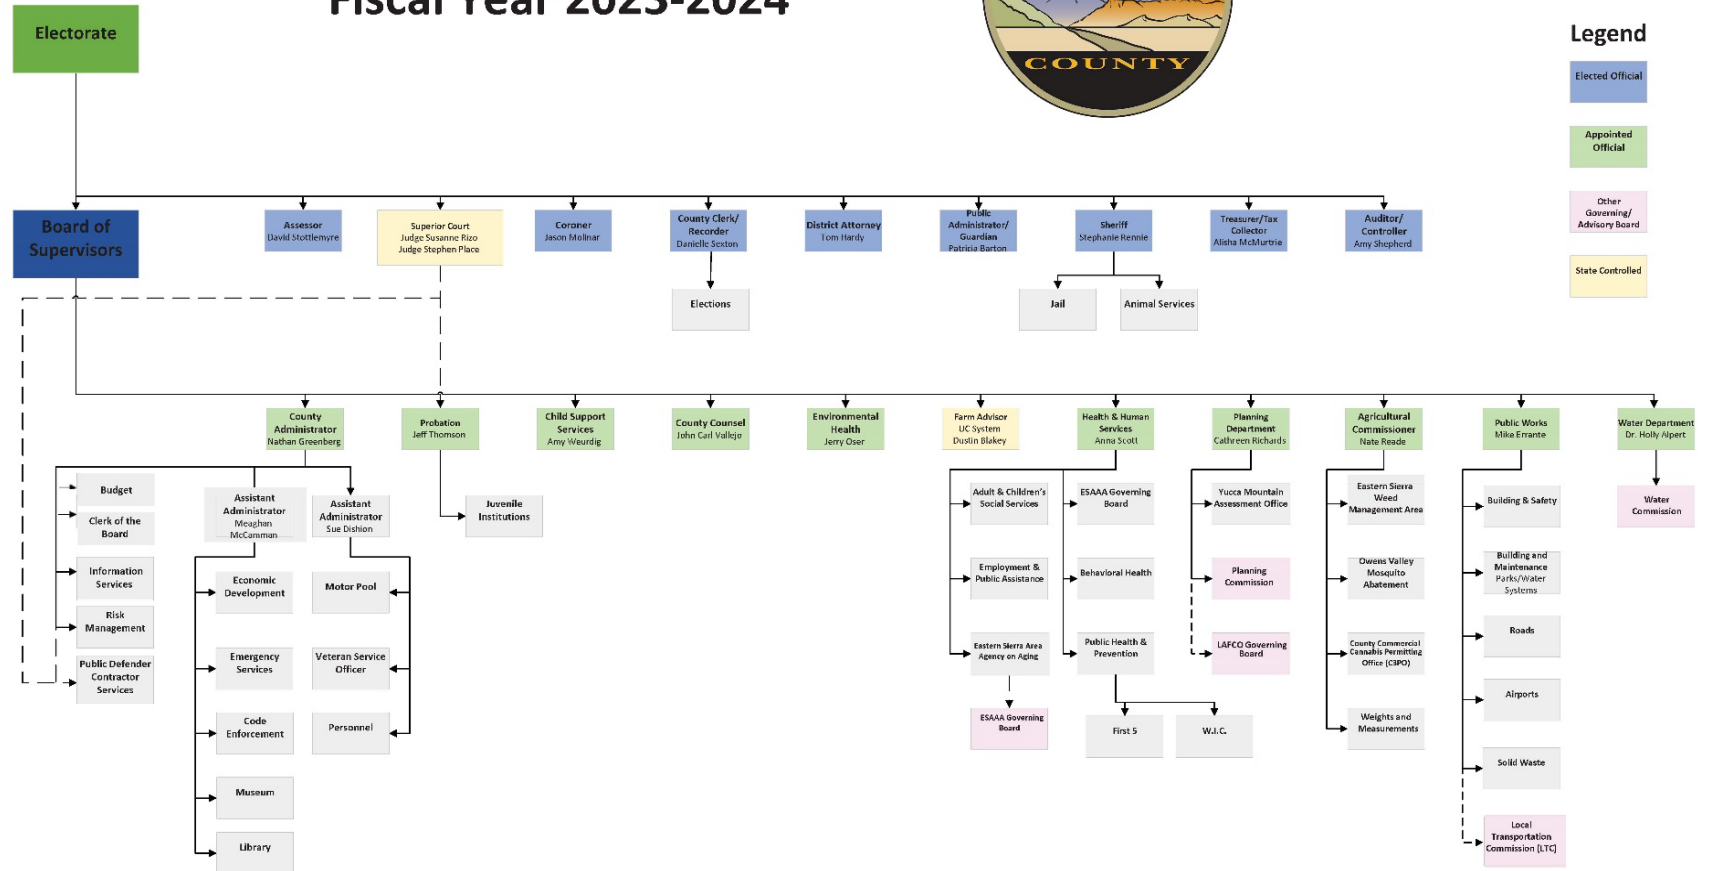 Fiscal Year 2023-2024
COUNTY
Electorate
Legend
Elected Official
Appointed
Official
Other
Governing/
Advisory Board
State Controlled
Board of
Supervisors
Assessor
David Stottlemyre
Superior Court
Judge Susanne Rizo
Judge Stephen Place
Coroner
Jason Molinar
County Clerk/
Recorder
Danielle Sexton
District Attorney
Tom Hardy
Public
Administrator/
Guardian
Patricia Barton
Sheriff
Stephanie Rennie
Treasurer/Tax
Collector
Alisha McMurtrie
Auditor/
Controller
Amy Shepherd
Elections
Jail
Animal Services
County
Administrator
Nathan Greenberg
Probation
Jeff Thomson
Child Support
Services
Amy Weurdig
County Counsel
John Carl Vallejo
Environmental
Health
Jerry Oser
Farm Advisor
UC System
Dustin Blakey
Health & Human
Services
Anna Scott
Planning
Department
Cathreen Richards
Agricultural
Commissioner
Nate Reade
Public Works
Mike Errante
Water Department
Dr. Holly Alpert
Budget
Clerk of the
Board
Information
Services
Risk
Management
Public Defender
Contractor
Services
Assistant
Administrator
Meaghan
McCamman
Assistant
Administrator
Sue Dishion
Juvenile
Institutions
Economic
Development
Emergency
Services
Code
Enforcement
Museum
Library
Motor Pool
Veteran Service
Officer
Personnel
Adult & Children's
Social Services
Employment &
Public Assistance
Eastern Sierra Area
Agency on Aging
ESAAA Governing
Board
ESAAA Governing
Board
Behavioral Health
Public Health &
Prevention
First 5
W.I.C.
Yucca Mountain
Assessment Office
Planning
Commission
LAFCO Governing
Board
Eastern Sierra
Weed
Management Area
Owens Valley
Mosquito
Abatement
County Commercial
Cannabis Permitting
Office (C3PO)
Weights and
Measurements
Building & Safety
Building and
Maintenance
Parks/Water
Systems
Roads
Airports
Solid Waste
Local
Transportation
Commission (LTC)
Water
Commission